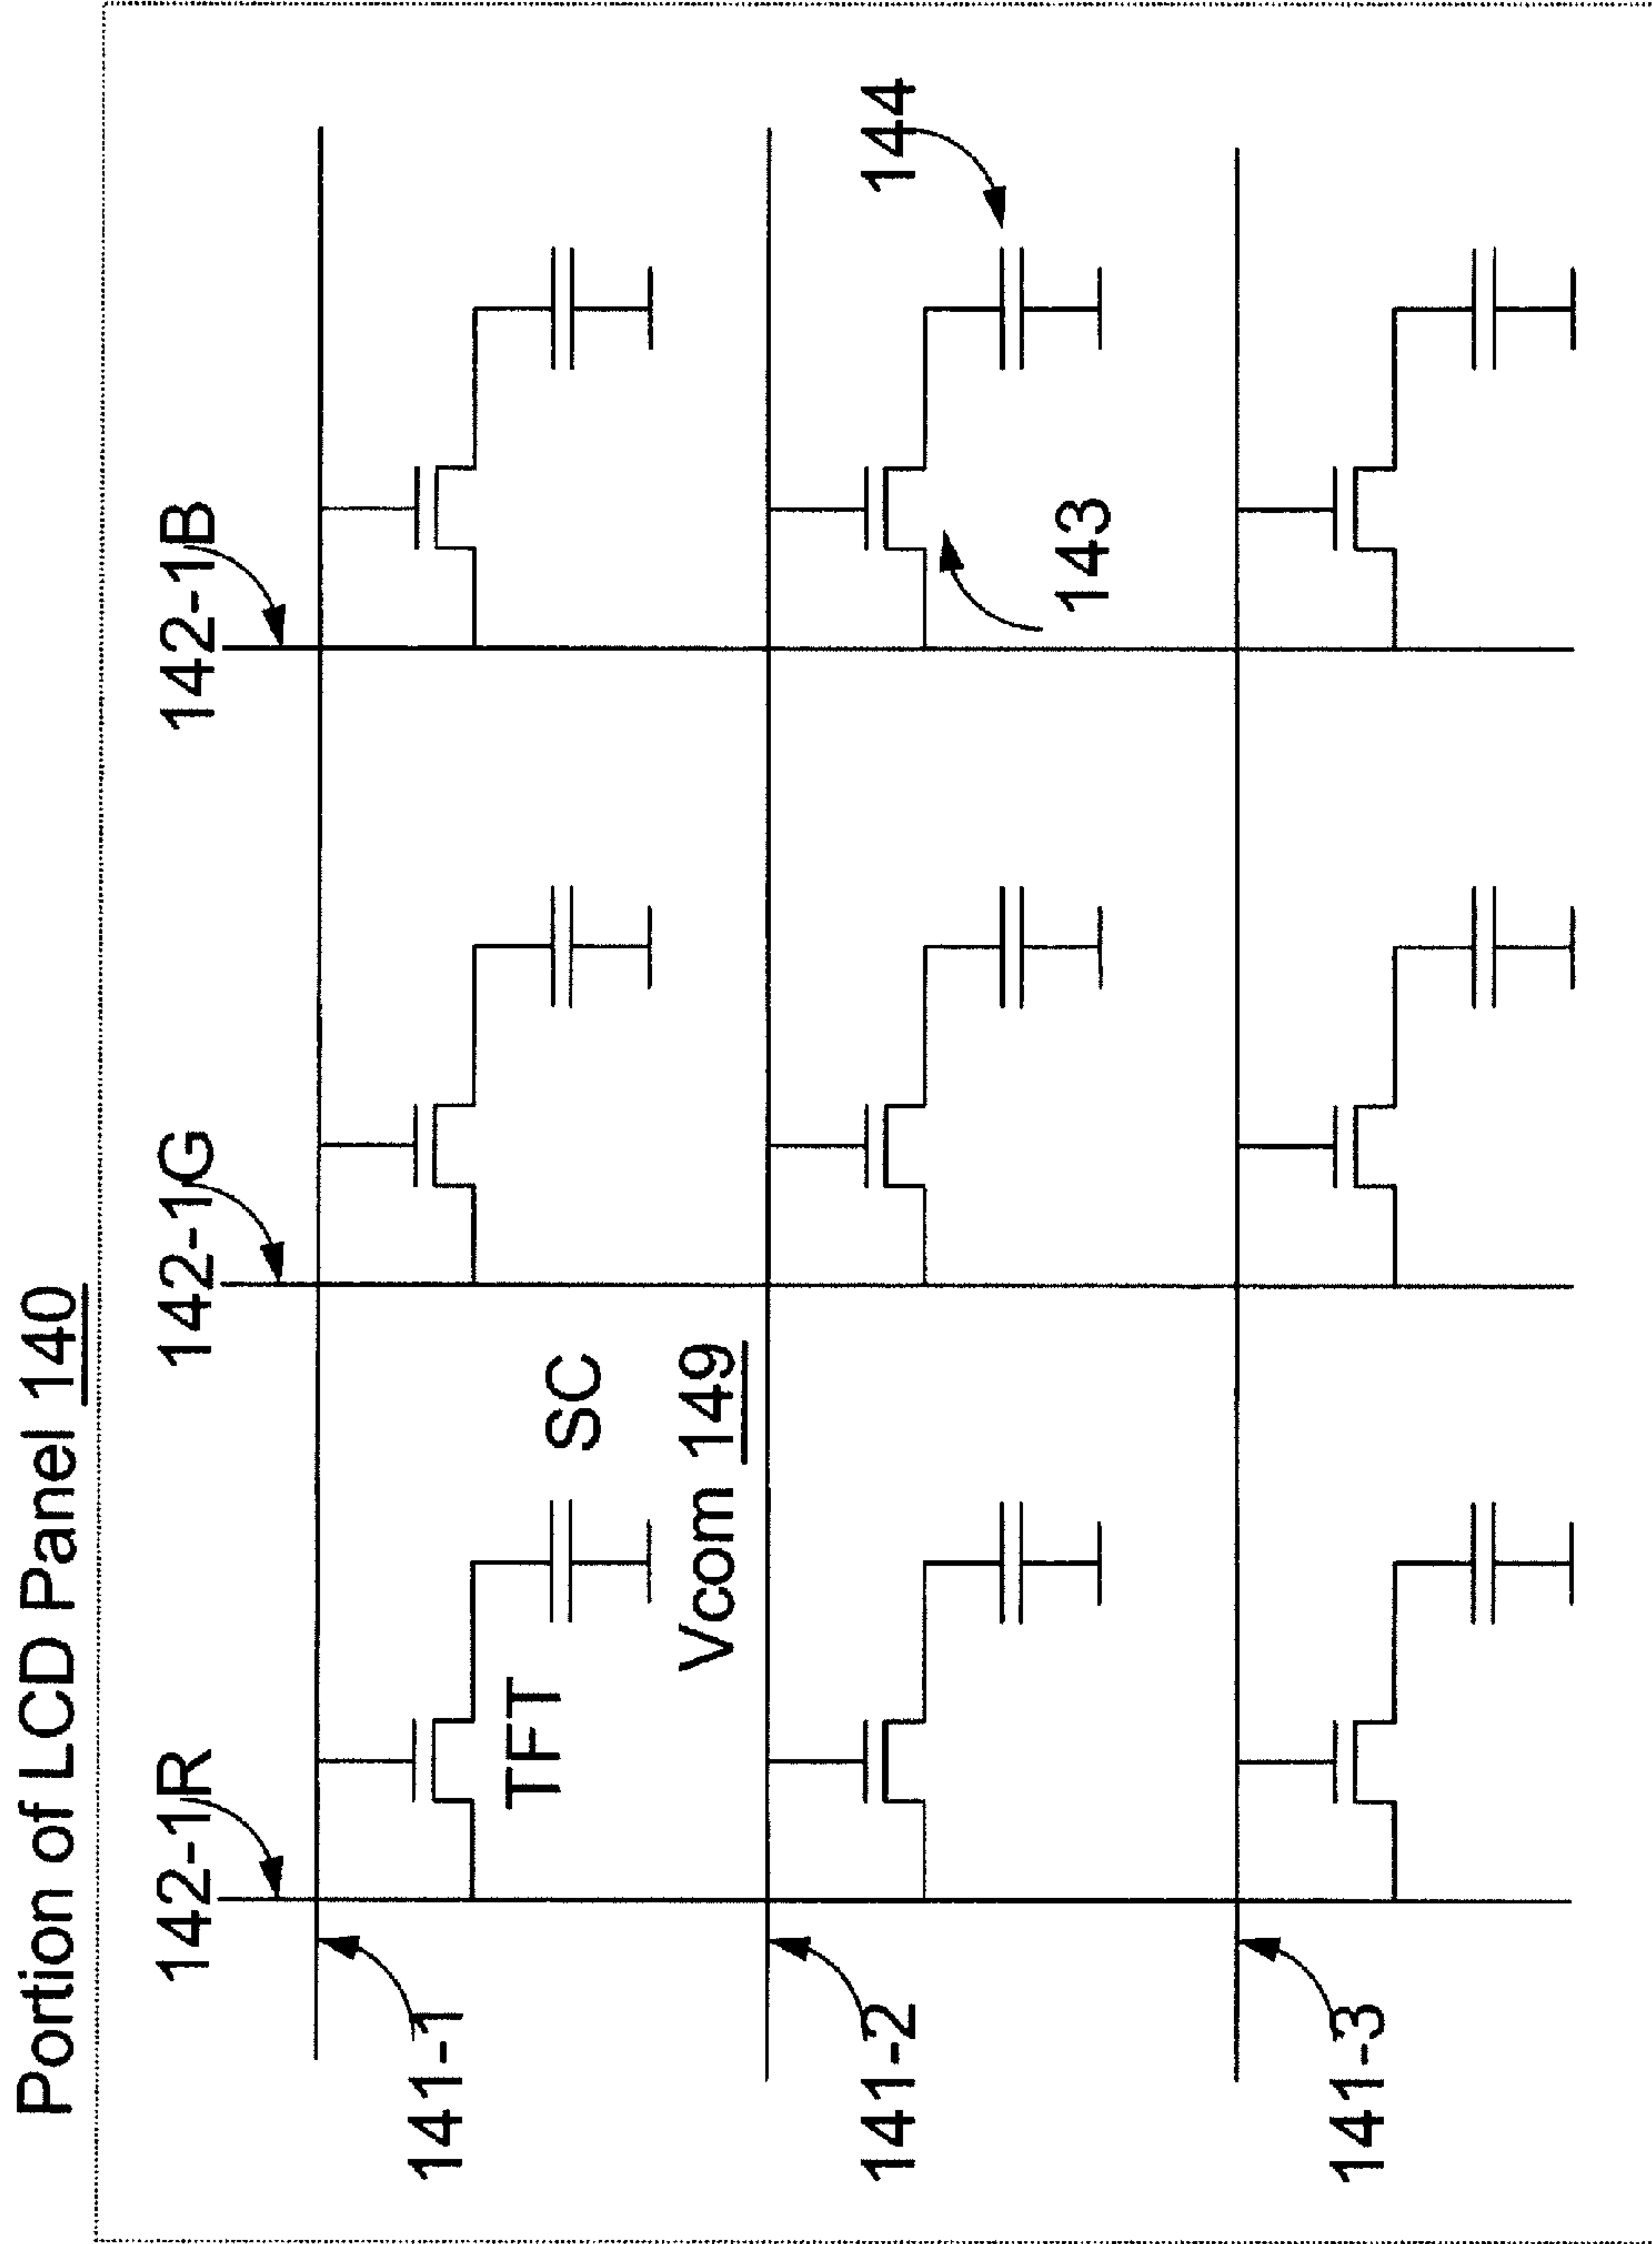 Portion of LCD Panel 140
142-1R
142-1G
142-1B
141-1
TFT
SC
Vcom 149
141-2
143
144
141-3